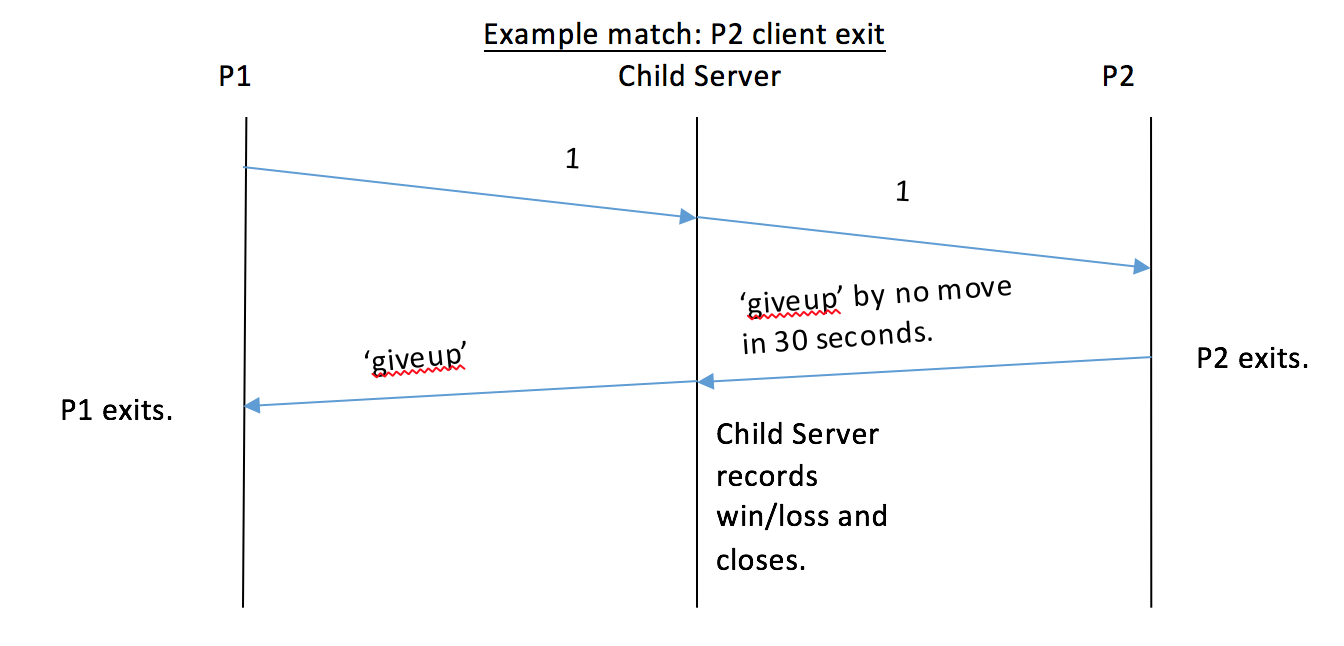 Example match: P2 client exit
P1
Child Server
P2
1
1
‘giveup’ by no move
in 30 seconds.
‘giveup’
P2 exits.
P1 exits.
Child Server
records
win/loss and
closes.